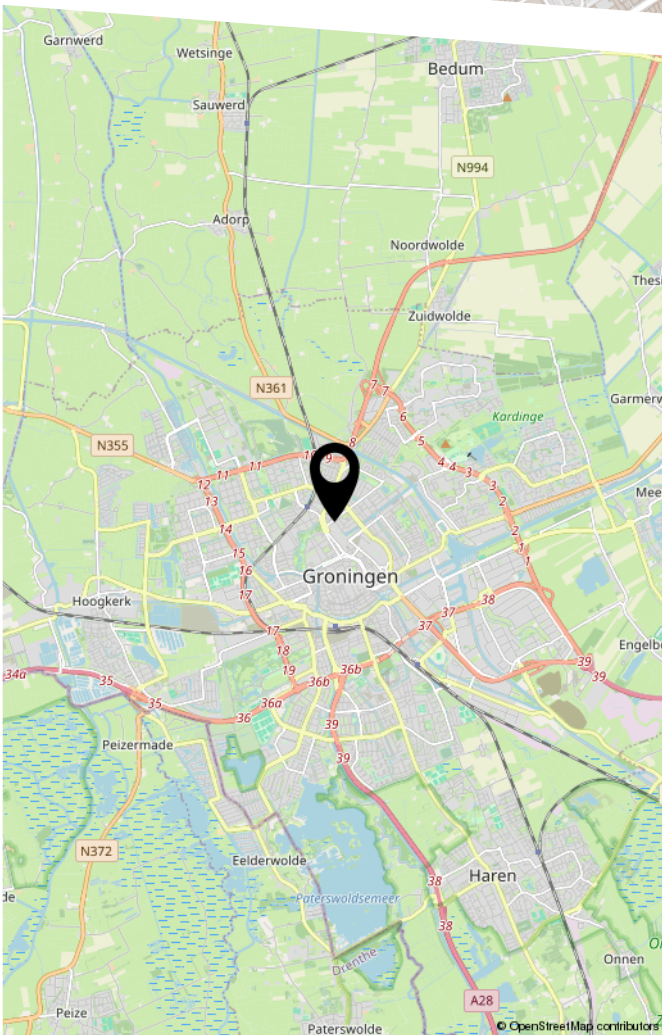 Garnwerd
Wetsinge
Bedum
Sauwerd
N994
Adorp
Noordwolde
Thes
Zuidwolde
7 7
N361
6
Kardinge
Garmerw
N355
8
5
10 9
4 4 3
11 11
12
3
Mee
13
2
14
2
15
1
16
1
Groningen
17
38
Hoogkerk
37
17
37
18
Engelb
34a
19
36b
39
35
36b
39
35
36a
36
39
Peizermade
39
N372
Eelderwolde
38
Haren
de
Paterswoldsemeer
38
Drenthe
Onnen
A28
Peize
Paterswolde
© OpenStreetMap contributors